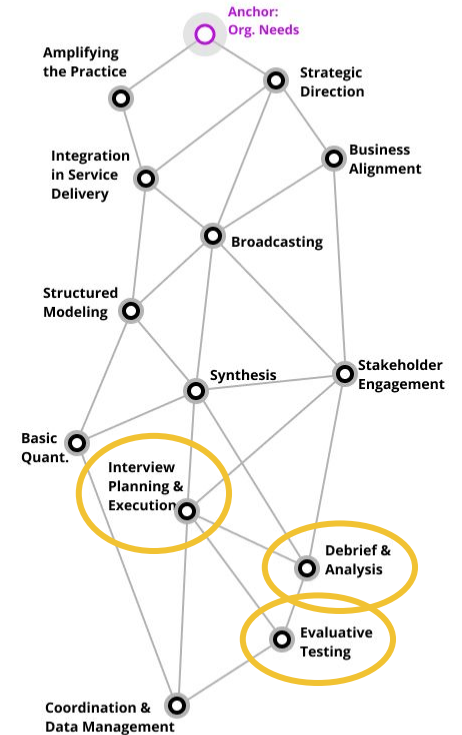 Anchor:
Org. Needs
Amplifying
the Practice
Strategic
Direction
Business
Alignment
Integration
in Service
Delivery
Broadcasting
Structured
Modeling
Synthesis
Stakeholder
Engagement
Basic
Quant.
Interview
Planning &
Execution
Debrief &
Analysis
Evaluative
Testing
Coordination &
Data Management